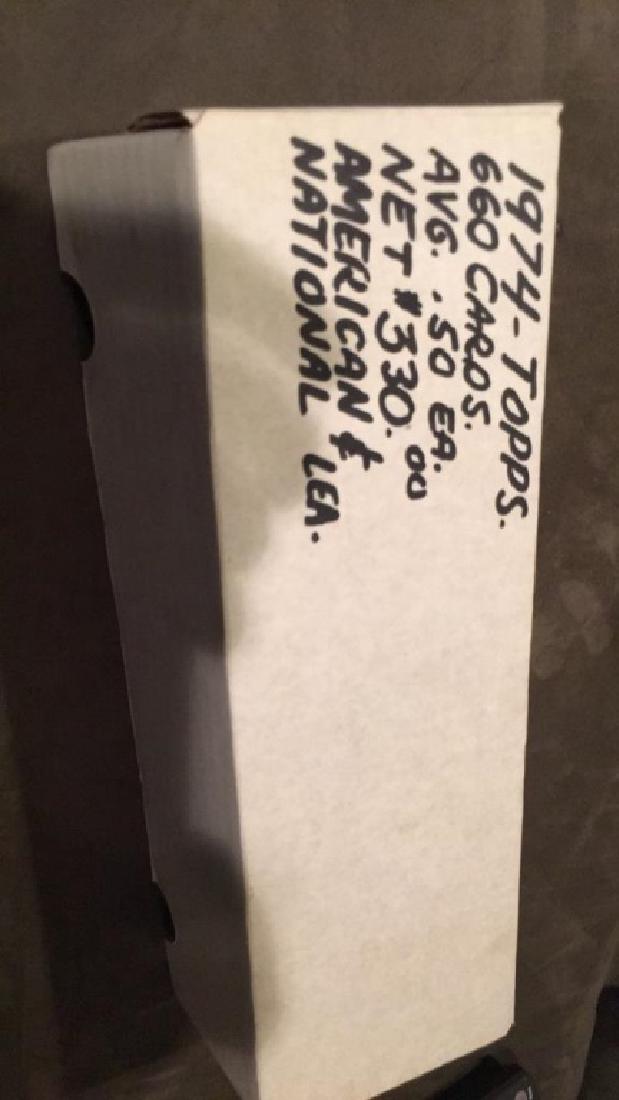 1974-TOPPS.
660 CARDS.
AVG. .50 EA.
NET $330.00
AMERICAN &
NATIONAL LEA.